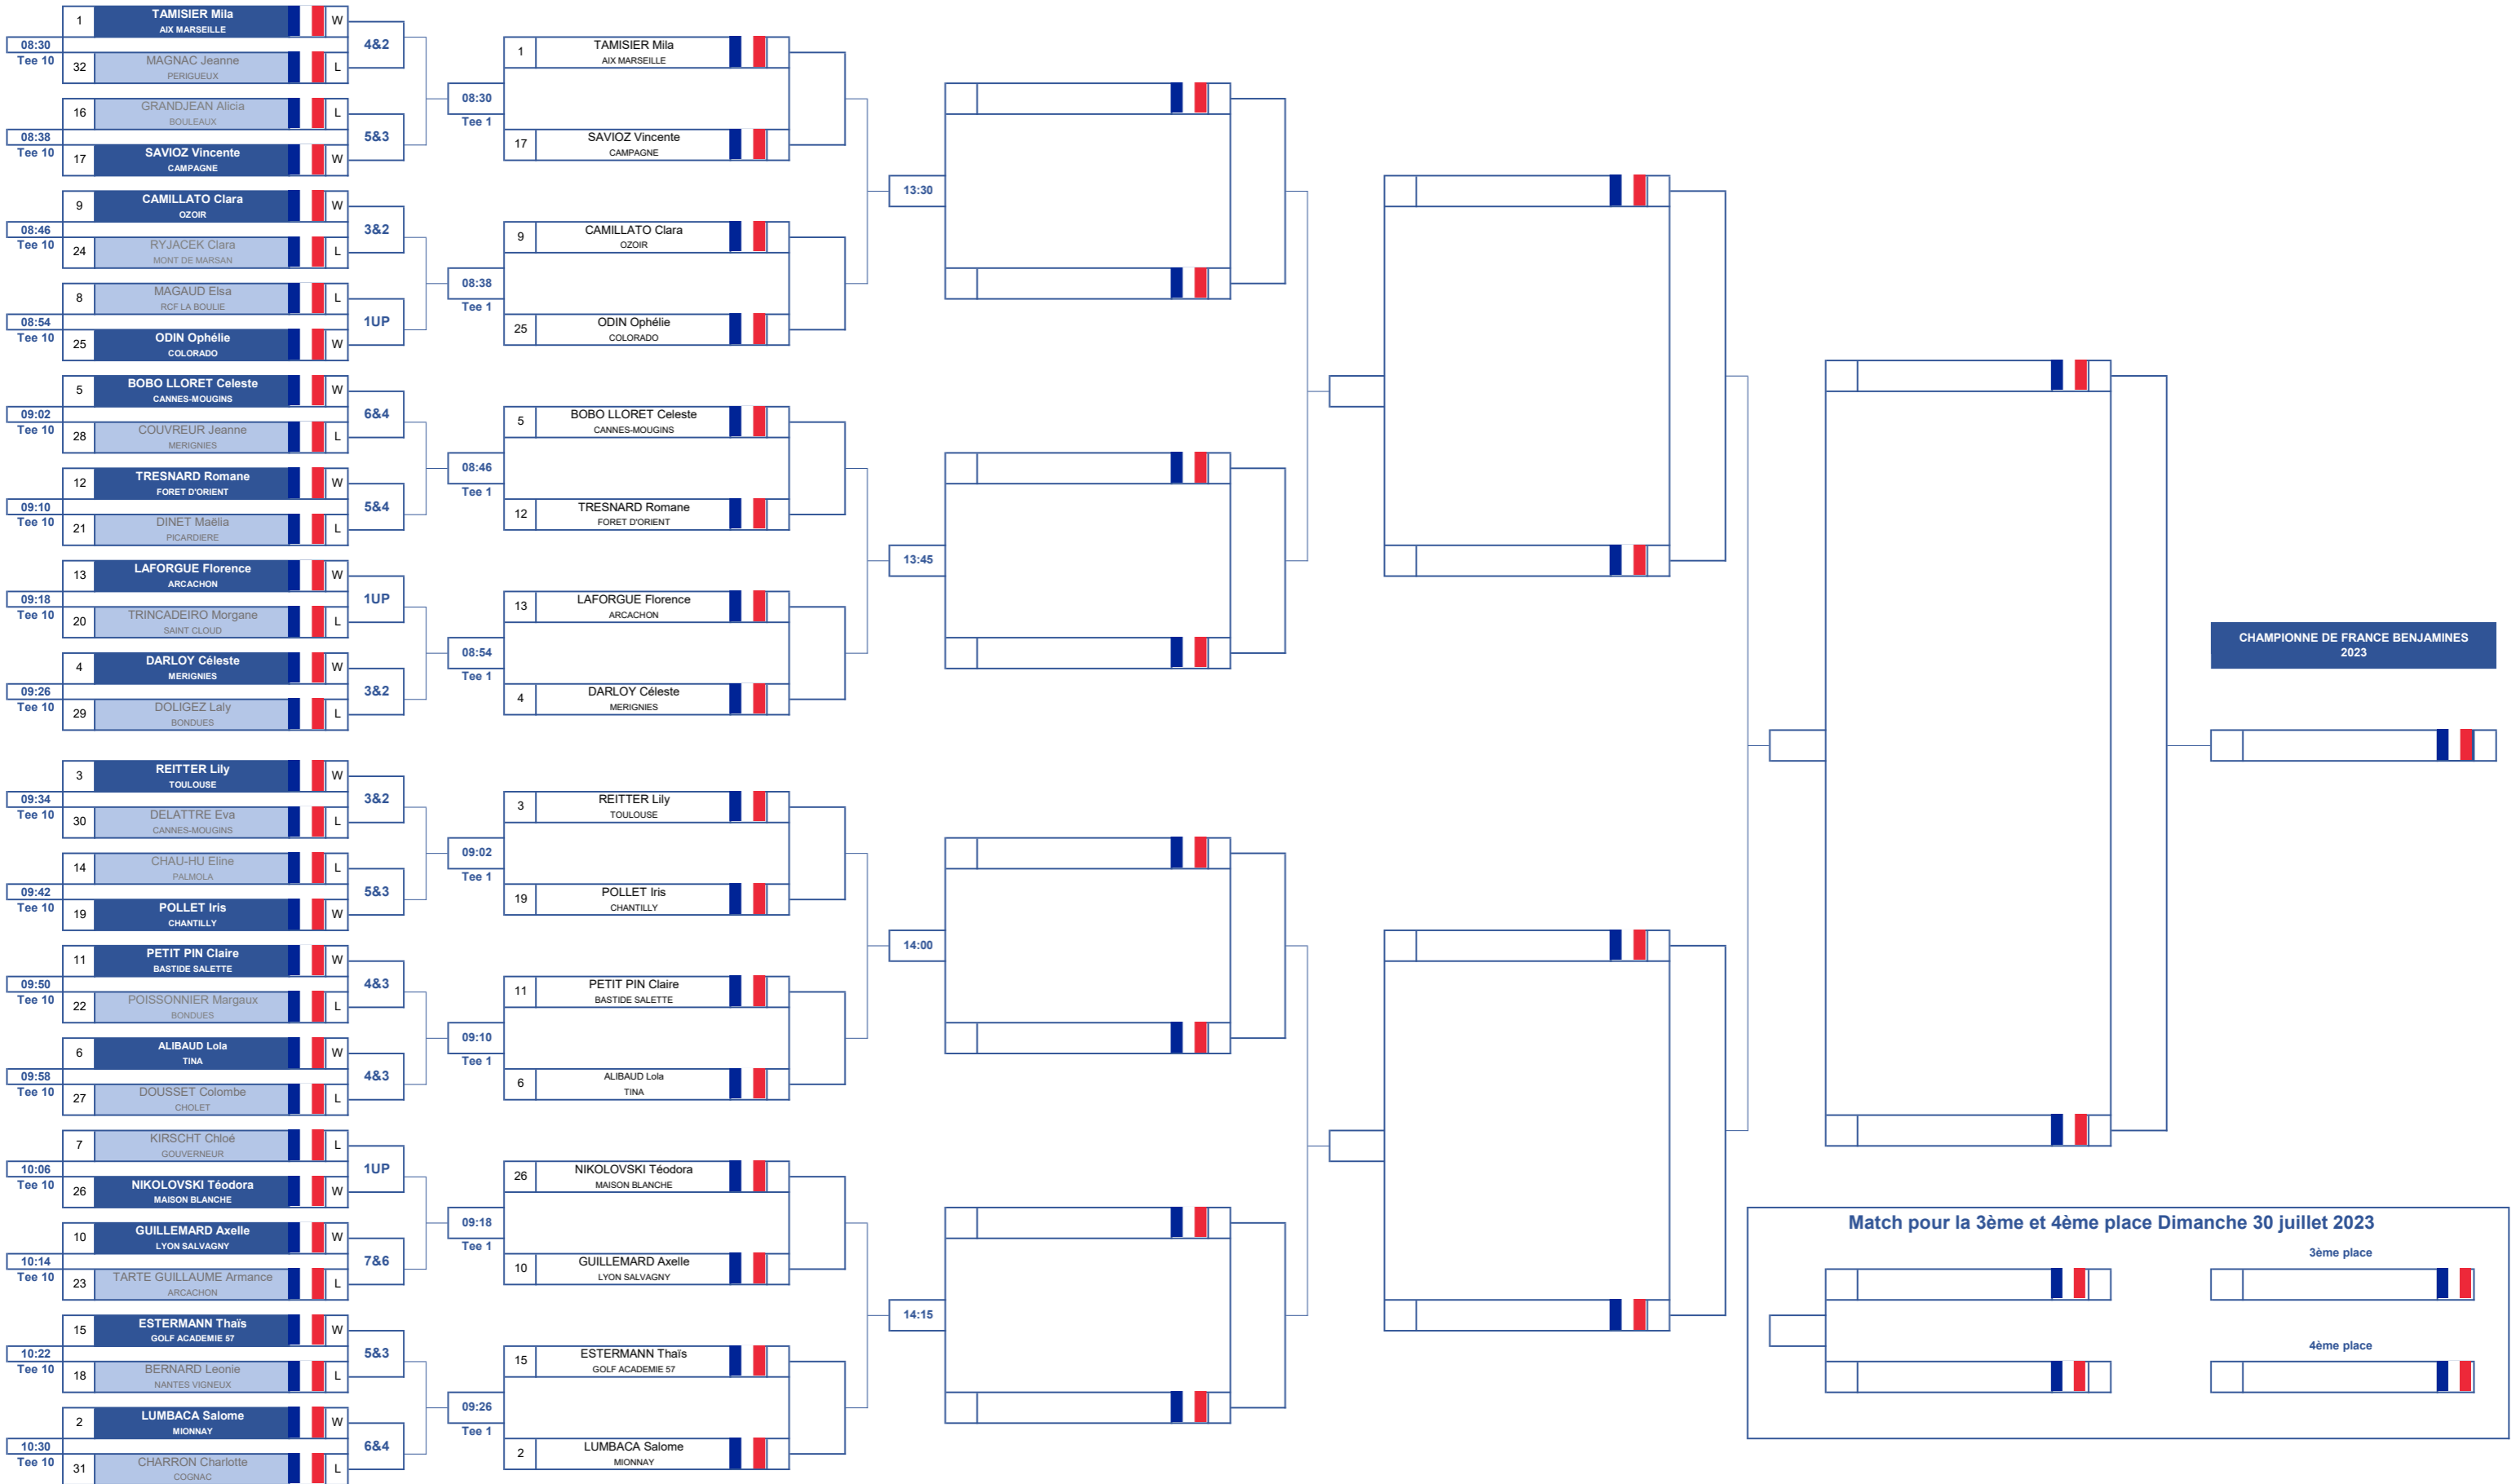 1 TAMISIER Mila W
AIX MARSEILLE
08:30 4&2
Tee 10
32 MAGNAC Jeanne L
PERIGUEUX
16 GRANDJEAN Alicia L
BOULEAUX
08:38 5&3
Tee 10
17 SAVIOZ Vincente W
CAMPAGNE
9 CAMILLATO Clara W
OZOIR
08:46 3&2
Tee 10
24 RYJACEK Clara L
MONT DE MARSAN
8 MAGAUD Elsa L
RCF LA BOULIE
08:54 1UP
Tee 10
25 ODIN Ophélie W
COLORADO
5 BOBO LLORET Celeste W
CANNES-MOUGINS
09:02 6&4
Tee 10
28 COUVREUR Jeanne L
MERIGNIES
12 TRESNARD Romane W
FORET D'ORIENT
09:10 5&4
Tee 10
21 DINET Maëlia L
PICARDIERE
13 LAFORGUE Florence W
ARCACHON
09:18 1UP
Tee 10
20 TRINCADEIRO Morgane L
SAINT CLOUD
4 DARLOY Céleste W
MERIGNIES
09:26 3&2
Tee 10
29 DOLIGEZ Laly L
BONDUES
3 REITTER Lily W
TOULOUSE
09:34 3&2
Tee 10
30 DELATTRE Eva L
CANNES-MOUGINS
14 CHAU-HU Eline L
PALMOLA
09:42 5&3
Tee 10
19 POLLET Iris W
CHANTILLY
11 PETIT PIN Claire W
BASTIDE SALETTE
09:50 4&3
Tee 10
22 POISSONNIER Margaux L
BONDUES
6 ALIBAUD Lola W
TINA
09:58 4&3
Tee 10
27 DOUSSET Colombe L
CHOLET
7 KIRSCHT Chloé L
GOUVERNEUR
10:06 1UP
Tee 10
26 NIKOLOVSKI Téodora W
MAISON BLANCHE
10 GUILLEMARD Axelle W
LYON SALVAGNY
10:14 7&6
Tee 10
23 TARTE GUILLAUME Armance L
ARCACHON
15 ESTERMANN Thaïs W
GOLF ACADEMIE 57
10:22 5&3
Tee 10
18 BERNARD Leonie L
NANTES VIGNEUX
2 LUMBACA Salome W
MIONNAY
10:30 6&4
Tee 10
31 CHARRON Charlotte L
COGNAC
1 TAMISIER Mila
AIX MARSEILLE
08:30
Tee 1
17 SAVIOZ Vincente
CAMPAGNE
9 CAMILLATO Clara
OZOIR
08:38
Tee 1
25 ODIN Ophélie
COLORADO
5 BOBO LLORET Celeste
CANNES-MOUGINS
08:46
Tee 1
12 TRESNARD Romane
FORET D'ORIENT
13 LAFORGUE Florence
ARCACHON
08:54
Tee 1
4 DARLOY Céleste
MERIGNIES
3 REITTER Lily
TOULOUSE
09:02
Tee 1
19 POLLET Iris
CHANTILLY
11 PETIT PIN Claire
BASTIDE SALETTE
09:10
Tee 1
6 ALIBAUD Lola
TINA
26 NIKOLOVSKI Téodora
MAISON BLANCHE
09:18
Tee 1
10 GUILLEMARD Axelle
LYON SALVAGNY
15 ESTERMANN Thaïs
GOLF ACADEMIE 57
09:26
Tee 1
2 LUMBACA Salome
MIONNAY
13:30
13:45
14:00
14:15
CHAMPIONNE DE FRANCE BENJAMINES
2023
Match pour la 3ème et 4ème place Dimanche 30 juillet 2023
3ème place
4ème place